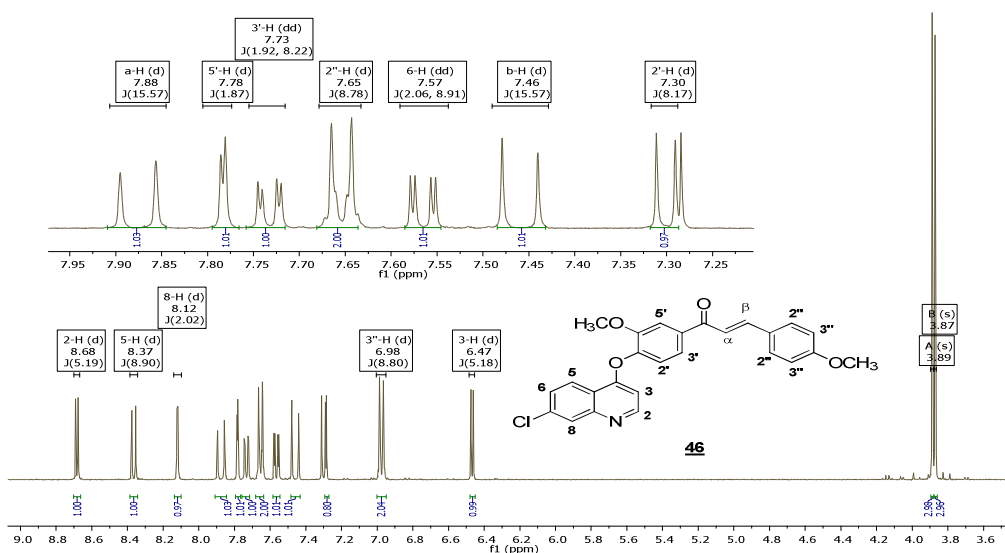 3'-H (dd)
7.73
J(1.92, 8.22)
a-H (d)
7.88
J(15.57)
5'-H (d)
7.78
J(1.87)
2"-H (d)
7.65
J(8.78)
6-H (dd)
7.57
J(2.06, 8.91)
b-H (d)
7.46
J(15.57)
2'-H (d)
7.30
J(8.17)
1.03
1.01
1.00
2.00
1.01
1.01
0.97
7.95 7.90 7.85 7.80 7.75 7.70 7.65 7.60 7.55 7.50 7.45 7.40 7.35 7.30 7.25
f1 (ppm)
8-H (d)
8.12
J(2.02)
2-H (d)
8.68
J(5.19)
5-H (d)
8.37
J(8.90)
3"-H (d)
6.98
J(8.80)
3-H (d)
6.47
J(5.18)
B (s)
3.87
A (s)
3.89
O
β
α
H₃CO
5'
3'
2'
2"
3"
2"
3"
OCH₃
O
5
6
3
2
8
Cl
N
46
1.00
1.00
0.97
1.03
1.01
1.00
2.00
1.01
1.01
0.80
2.04
0.99
2.98
2.96
9.0 8.8 8.6 8.4 8.2 8.0 7.8 7.6 7.4 7.2 7.0 6.8 6.6 6.4 6.2 6.0 5.8 5.6 5.4 5.2 5.0 4.8 4.6 4.4 4.2 4.0 3.8 3.6
f1 (ppm)